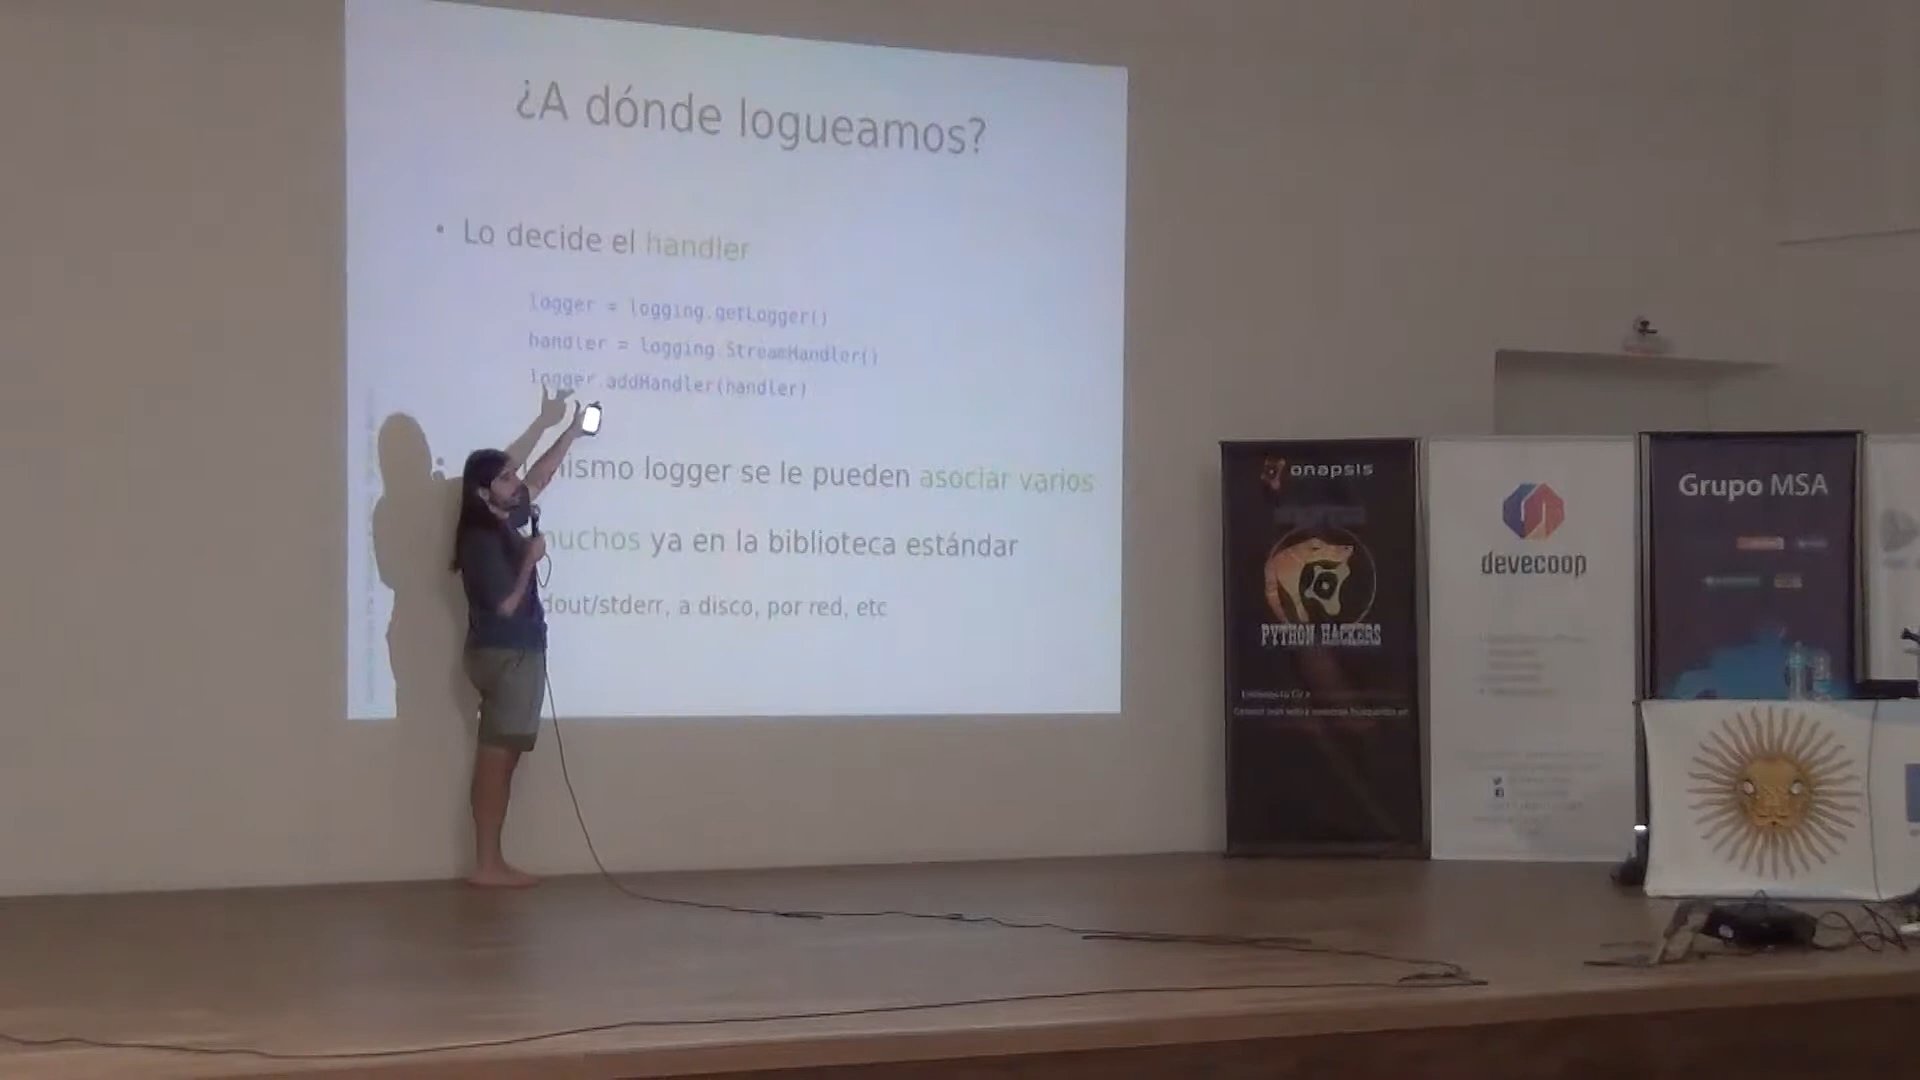 ¿A dónde logueamos?
• Lo decide el handler
logger = logging.getLogger()
handler = logging.StreamHandler()
logger.addHandler(handler)
mismo logger se le pueden asociar varios
muchos ya en la biblioteca estándar
dout/stderr, a disco, por red, etc
onapsis
PYTHON HACKERS
devecoop
Grupo MSA